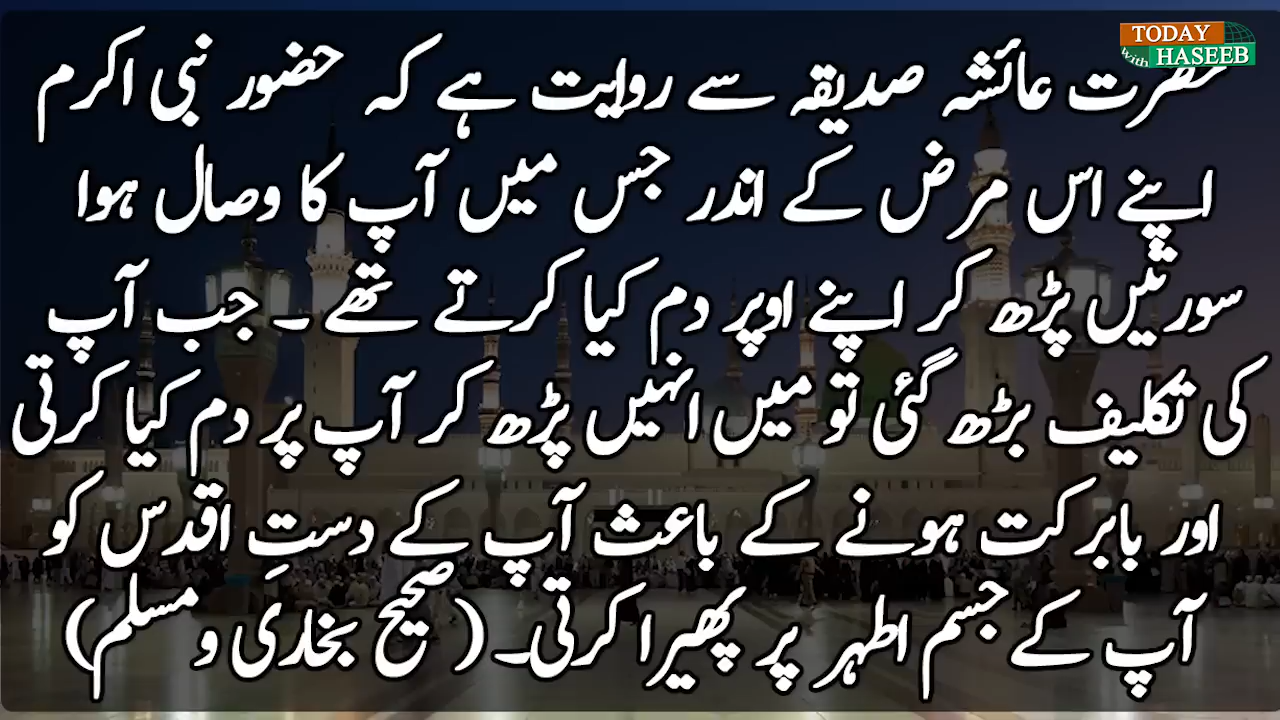 TODAY
with HASEEB
حضرت عائشہ صدیقہ سے روایت ہے کہ حضور نبی اکرم
اپنے اس مرض کے اندر جس میں آپ کا وصال ہوا
سورتیں پڑھ کر اپنے اوپر دم کیا کرتے تھے ۔ جب آپ
کی تکلیف بڑھ گئی تو میں انہیں پڑھ کر آپ پر دم کیا کرتی
اور بابرکت ہونے کے باعث آپ کے دستِ اقدس کو
آپ کے جسم اطہر پر پھیرا کرتی۔ (صحیح بخاری و مسلم)